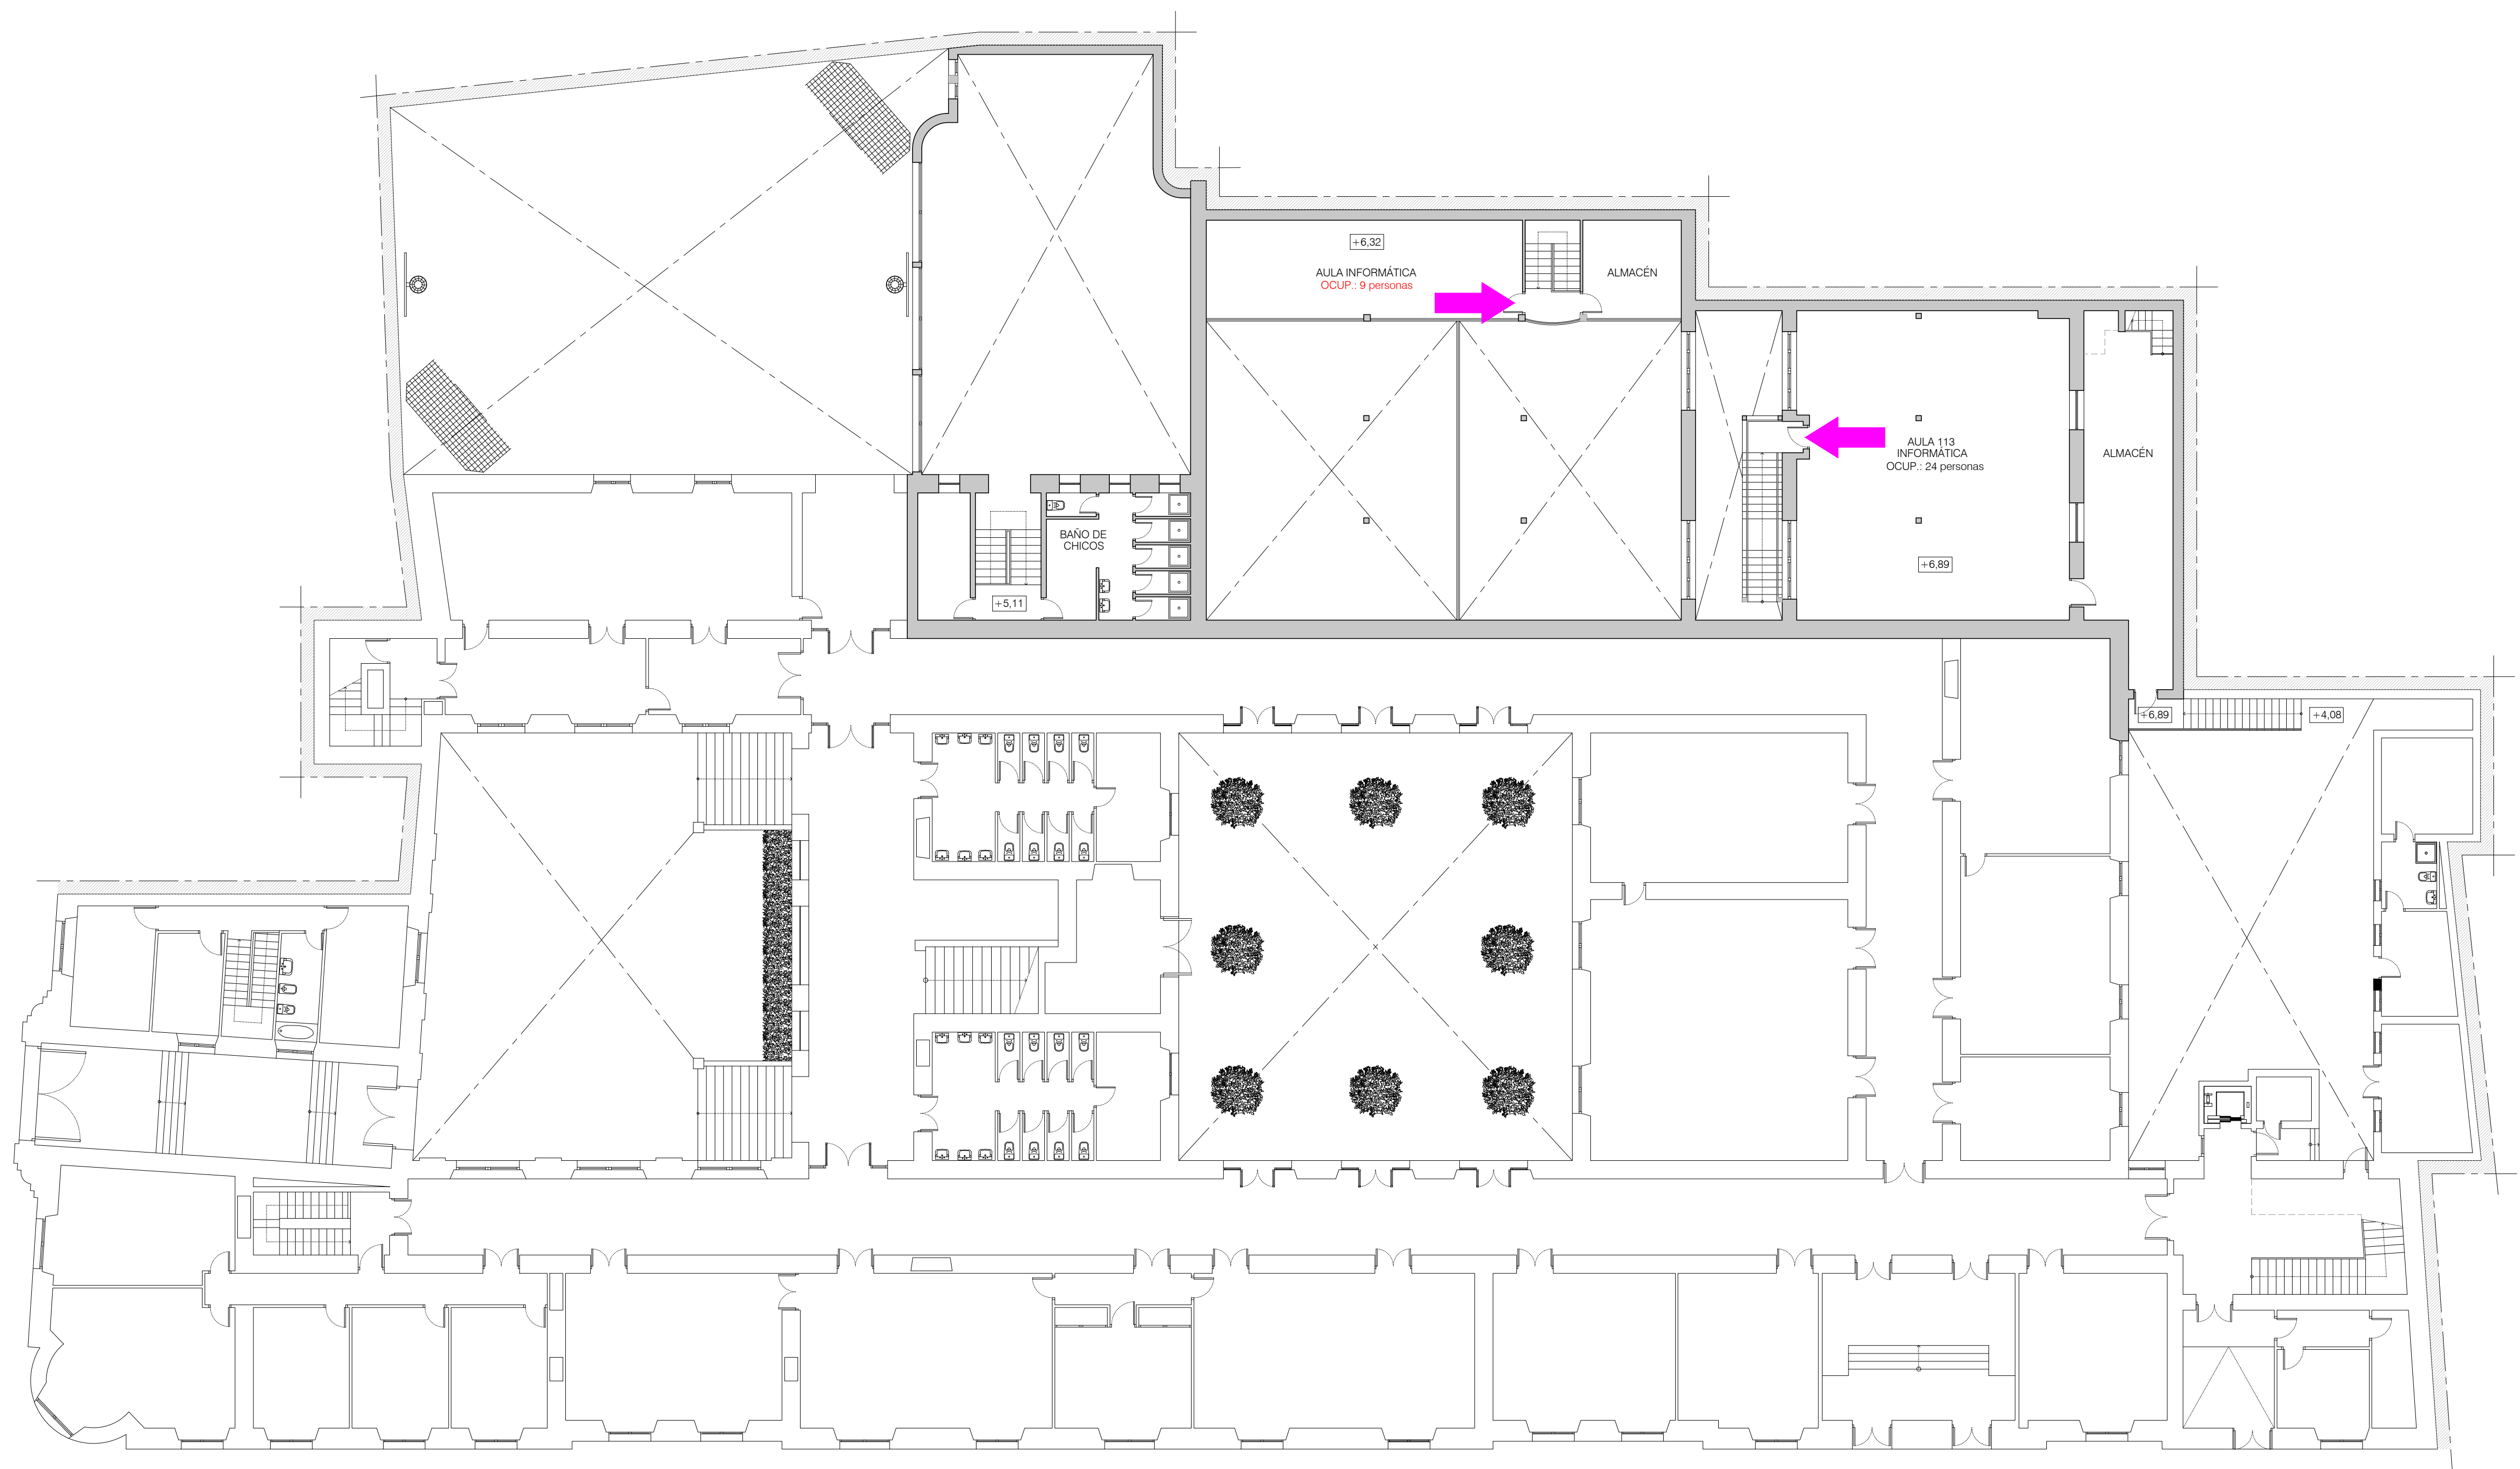 +6,32
AULA INFORMÁTICA
OCUP.: 9 personas
ALMACÉN
AULA 113
INFORMÁTICA
OCUP.: 24 personas
ALMACÉN
BAÑO DE
CHICOS
+6,89
+5,11
+6,89
+4,08